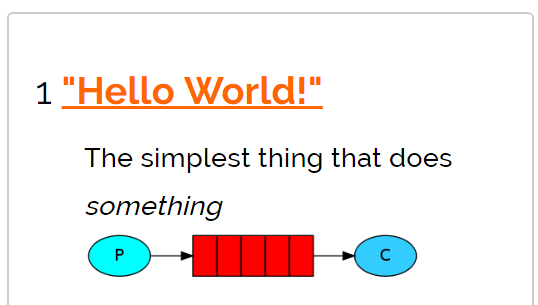 1 "Hello World!"
The simplest thing that does
something
P C